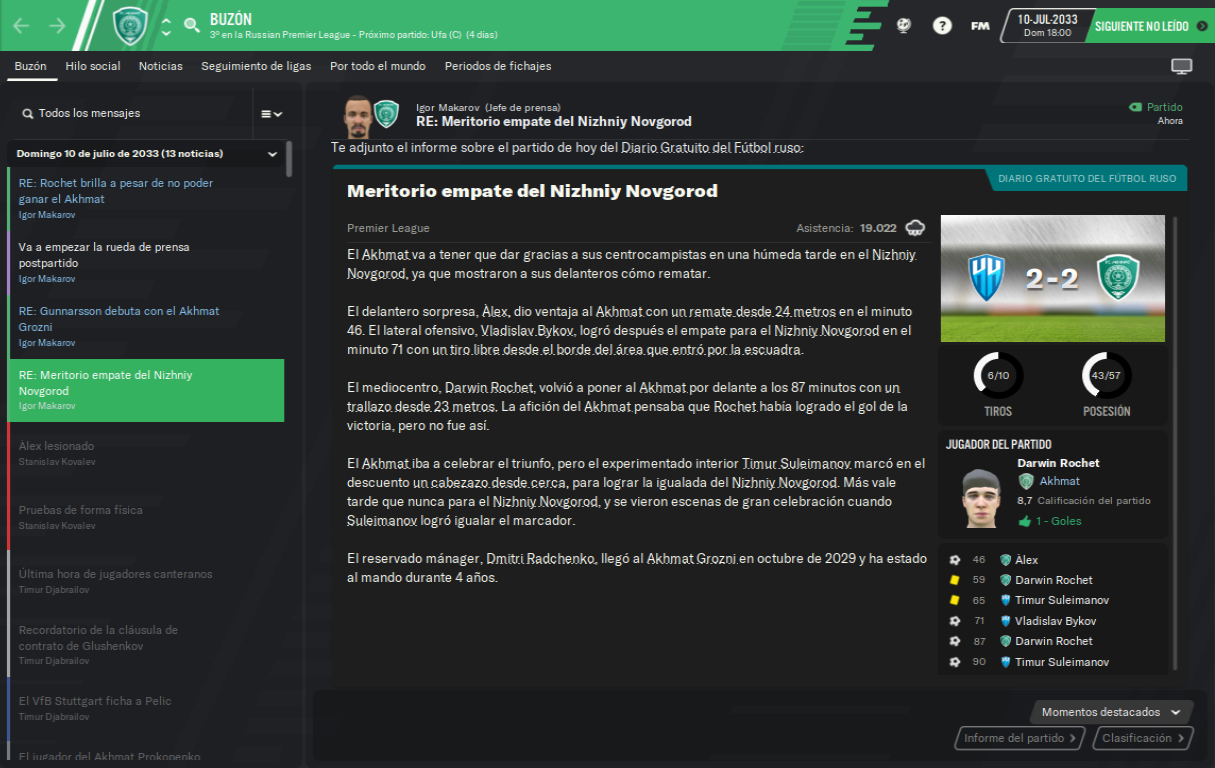 BUZÓN
3º en la Russian Premier League - Próximo partido: Ufa (C) (4 días)
?
FM
10-JUL-2033
Dom 18:00
SIGUIENTE NO LEÍDO
Buzón
Hilo social
Noticias
Seguimiento de ligas
Por todo el mundo
Periodos de fichajes
Todos los mensajes
Domingo 10 de julio de 2033 (13 noticias)
RE: Rochet brilla a pesar de no poder
ganar el Akhmat
Igor Makarov
Va a empezar la rueda de prensa
postpartido
Igor Makarov
RE: Gunnarsson debuta con el Akhmat
Grozni
Igor Makarov
RE: Meritorio empate del Nizhniy
Novgorod
Igor Makarov
Àlex lesionado
Stanislav Kovalev
Pruebas de forma física
Stanislav Kovalev
Última hora de jugadores canteranos
Timur Djabrailov
Recordatorio de la cláusula de
contrato de Glushenkov
Timur Djabrailov
El VfB Stuttgart ficha a Pelic
Timur Djabrailov
El jugador del Akhmat Prokopenko
Igor Makarov (Jefe de prensa)
RE: Meritorio empate del Nizhniy Novgorod
Partido
Ahora
Te adjunto el informe sobre el partido de hoy del Diario Gratuito del Fútbol ruso:
DIARIO GRATUITO DEL FÚTBOL RUSO
Meritorio empate del Nizhniy Novgorod
Premier League
Asistencia: 19.022
El Akhmat va a tener que dar gracias a sus centrocampistas en una húmeda tarde en el Nizhniy
Novgorod, ya que mostraron a sus delanteros cómo rematar.
El delantero sorpresa, Àlex, dio ventaja al Akhmat con un remate desde 24 metros en el minuto
46. El lateral ofensivo, Vladislav Bykov, logró después el empate para el Nizhniy Novgorod en el
minuto 71 con un tiro libre desde el borde del área que entró por la escuadra.
El mediocentro, Darwin Rochet, volvió a poner al Akhmat por delante a los 87 minutos con un
trallazo desde 23 metros. La afición del Akhmat pensaba que Rochet había logrado el gol de la
victoria, pero no fue así.
El Akhmat iba a celebrar el triunfo, pero el experimentado interior Timur Suleimanov marcó en el
descuento un cabezazo desde cerca, para lograr la igualada del Nizhniy Novgorod. Más vale
tarde que nunca para el Nizhniy Novgorod, y se vieron escenas de gran celebración cuando
Suleimanov logró igualar el marcador.
El reservado mánager, Dmitri Radchenko, llegó al Akhmat Grozni en octubre de 2029 y ha estado
al mando durante 4 años.
2-2
6/10
TIROS
43/57
POSESIÓN
JUGADOR DEL PARTIDO
Darwin Rochet
Akhmat
8,7 Calificación del partido
1 - Goles
46 Àlex
59 Darwin Rochet
65 Timur Suleimanov
71 Vladislav Bykov
87 Darwin Rochet
90 Timur Suleimanov
Momentos destacados
Informe del partido
Clasificación